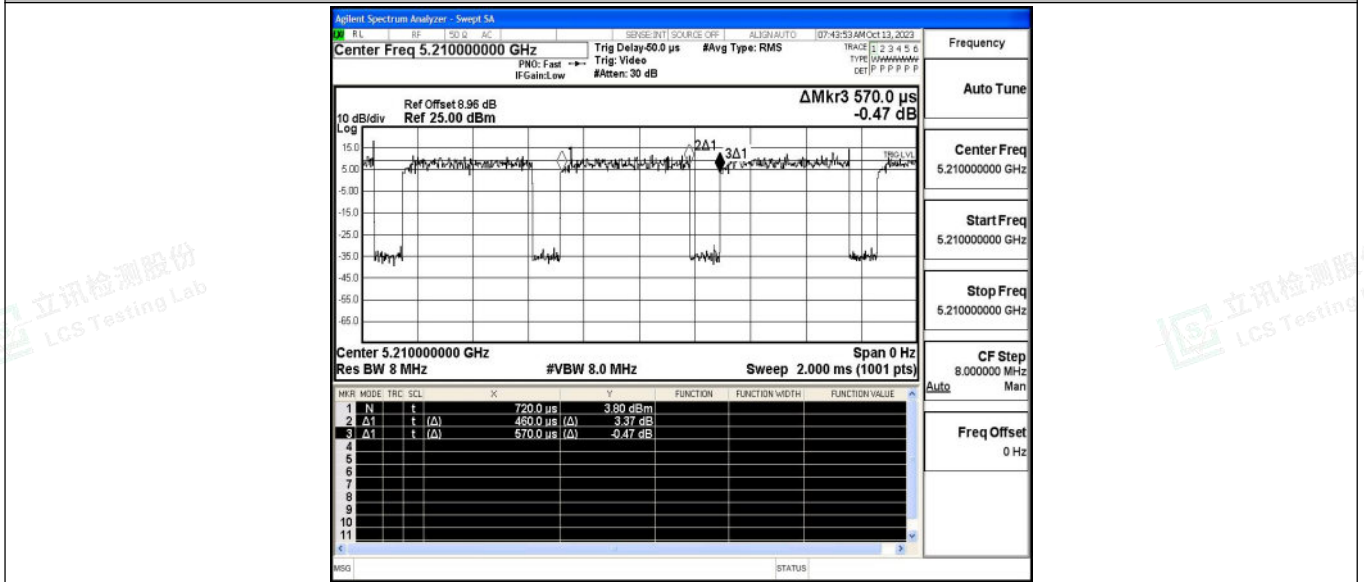 Agilent Spectrum Analyzer - Swept SA
RL RF 50 Ω AC SENSE:INT SOURCE OFF ALIGN AUTO 07:43:53 AM Oct 13, 2023
Center Freq 5.210000000 GHz
PNO: Fast
IFGain:Low
Trig Delay-50.0 µs
Trig: Video
#Atten: 30 dB
#Avg Type: RMS
TRACE 1 2 3 4 5 6
TYPE WWWWWW
DET P P P P P P
ΔMkr3 570.0 µs
-0.47 dB
Ref Offset 8.96 dB
10 dB/div Ref 25.00 dBm
Log
15.0
5.00
-5.00
-15.0
-25.0
-35.0
-45.0
-55.0
-65.0
1
2Δ1
3Δ1
TRIG LVL
Center 5.210000000 GHz Span 0 Hz
Res BW 8 MHz #VBW 8.0 MHz Sweep 2.000 ms (1001 pts)
MKR MODE TRC SCL X Y FUNCTION FUNCTION WIDTH FUNCTION VALUE
1 N t 720.0 µs 3.80 dBm
2 Δ1 t (Δ) 460.0 µs (Δ) 3.37 dB
3 Δ1 t (Δ) 570.0 µs (Δ) -0.47 dB
4
5
6
7
8
9
10
11
MSG STATUS
Frequency
Auto Tune
Center Freq
5.210000000 GHz
Start Freq
5.210000000 GHz
Stop Freq
5.210000000 GHz
CF Step
8.000000 MHz
Auto Man
Freq Offset
0 Hz
立讯检测股份
LCS Testing Lab
立讯检测股
LCS Testing